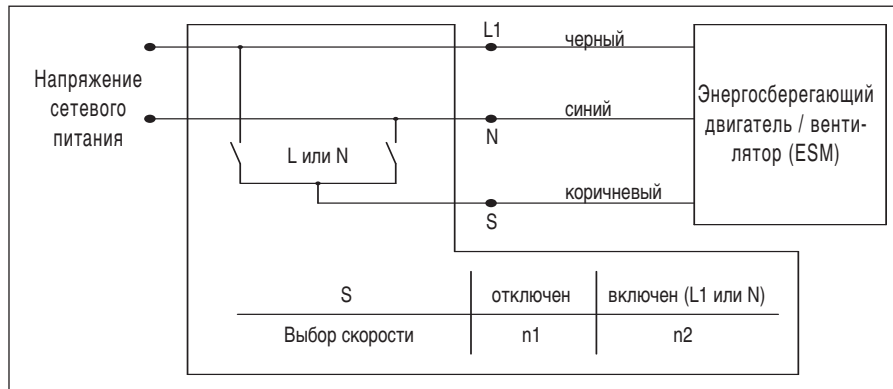 L1
черный
Напряжение
сетевого
питания
синий
N
L или N
коричневый
S
Энергосберегающий
двигатель / венти-
лятор (ESM)
S отключен включен (L1 или N)
Выбор скорости n1 n2